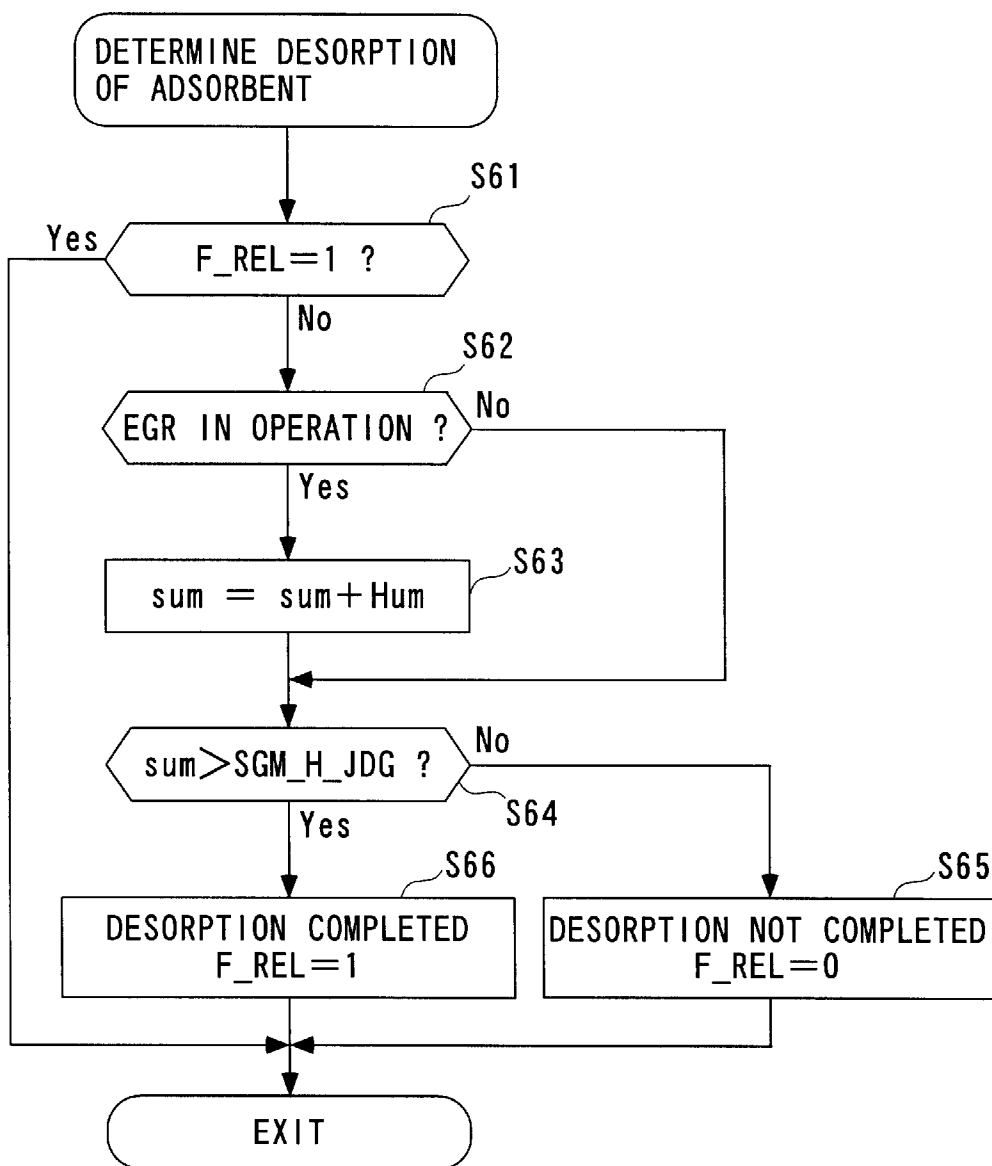 DETERMINE DESORPTION
OF ADSORBENT
S61
Yes
F_REL=1 ?
No
S62
EGR IN OPERATION ?
No
Yes
S63
sum = sum+Hum
sum>SGM_H_JDG ?
No
S64
Yes
S66
S65
DESORPTION COMPLETED
F_REL=1
DESORPTION NOT COMPLETED
F_REL=0
EXIT